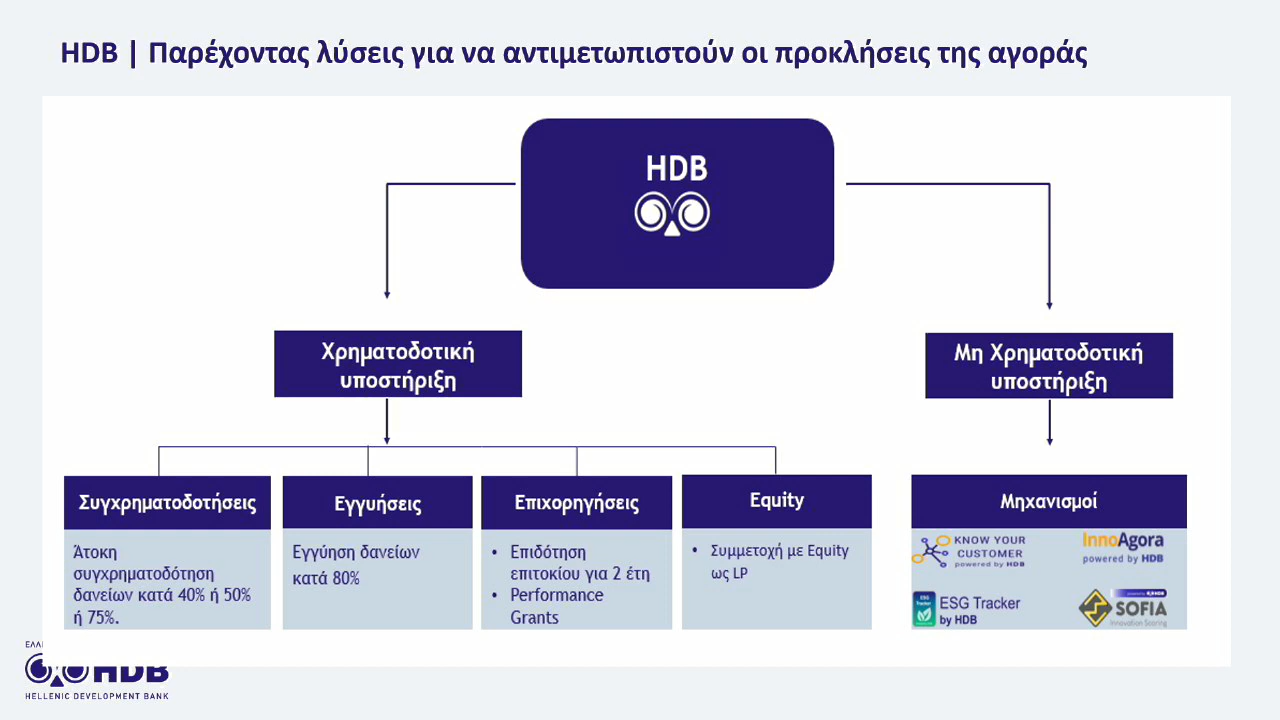 HDB | Παρέχοντας λύσεις για να αντιμετωπιστούν οι προκλήσεις της αγοράς
HDB
Χρηματοδοτική
υποστήριξη
Μη Χρηματοδοτική
υποστήριξη
Συγχρηματοδοτήσεις
Άτοκη
συγχρηματοδότηση
δανείων κατά 40% ή 50%
ή 75%.
Εγγυήσεις
Εγγύηση δανείων
κατά 80%
Επιχορηγήσεις
• Επιδότηση
επιτοκίου για 2 έτη
• Performance
Grants
Equity
• Συμμετοχή με Equity
ως LP
Μηχανισμοί
KNOW YOUR
CUSTOMER
powered by HDB
InnoAgora
powered by HDB
ESG
Tracker
ESG Tracker
by HDB
SOFIA
Innovation Scoring
HDB
HELLENIC DEVELOPMENT BANK